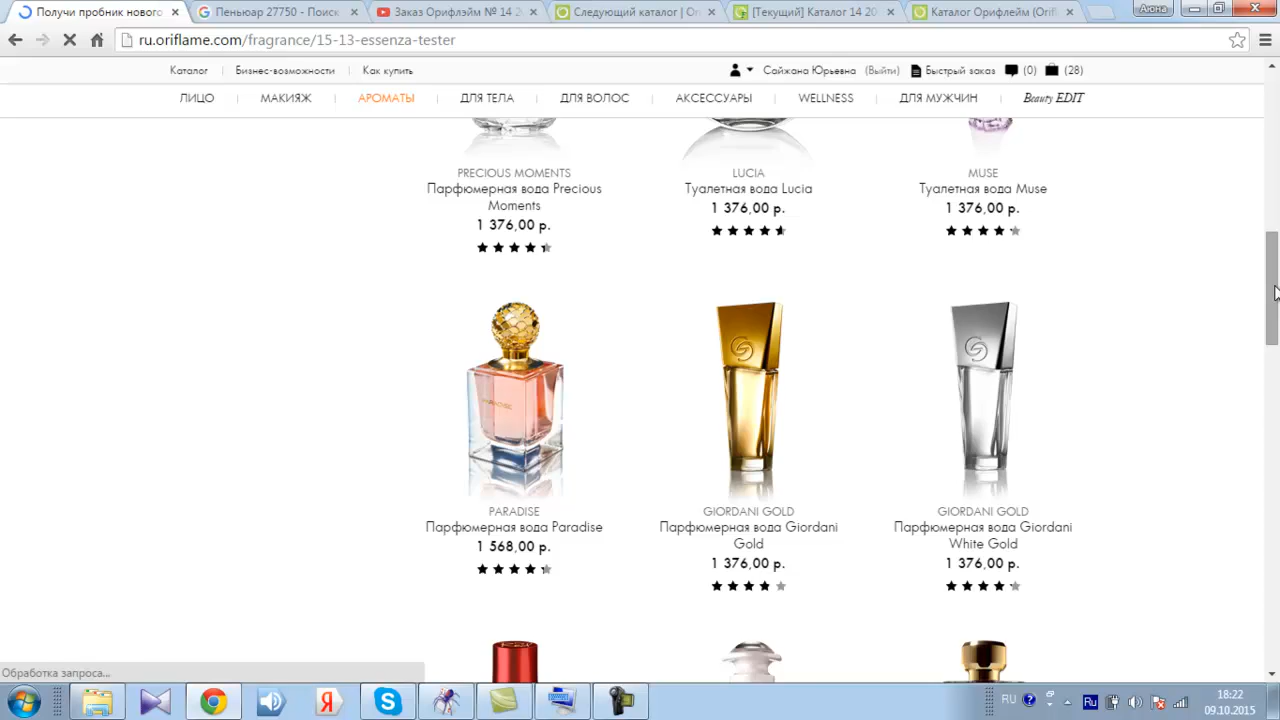 Получи пробник нового
Пеньюар 27750 - Поиск
Заказ Орифлэйм № 14 2
Следующий каталог | Or
[Текущий] Каталог 14 20
Каталог Орифлейм (Orif
Анна
ru.oriflame.com/fragrance/15-13-essenza-tester
Каталог
Бизнес-возможности
Как купить
Сайжана Юрьевна
(Выйти)
Быстрый заказ
(0)
(28)
ЛИЦО
МАКИЯЖ
АРОМАТЫ
ДЛЯ ТЕЛА
ДЛЯ ВОЛОС
АКСЕССУАРЫ
WELLNESS
ДЛЯ МУЖЧИН
Beauty EDIT
PRECIOUS MOMENTS
Парфюмерная вода Precious
Moments
1 376,00 р.
LUCIA
Туалетная вода Lucia
1 376,00 р.
MUSE
Туалетная вода Muse
1 376,00 р.
PARADISE
Парфюмерная вода Paradise
1 568,00 р.
GIORDANI GOLD
Парфюмерная вода Giordani
Gold
1 376,00 р.
GIORDANI GOLD
Парфюмерная вода Giordani
White Gold
1 376,00 р.
Обработка запроса...
RU
Ru
18:22
09.10.2015